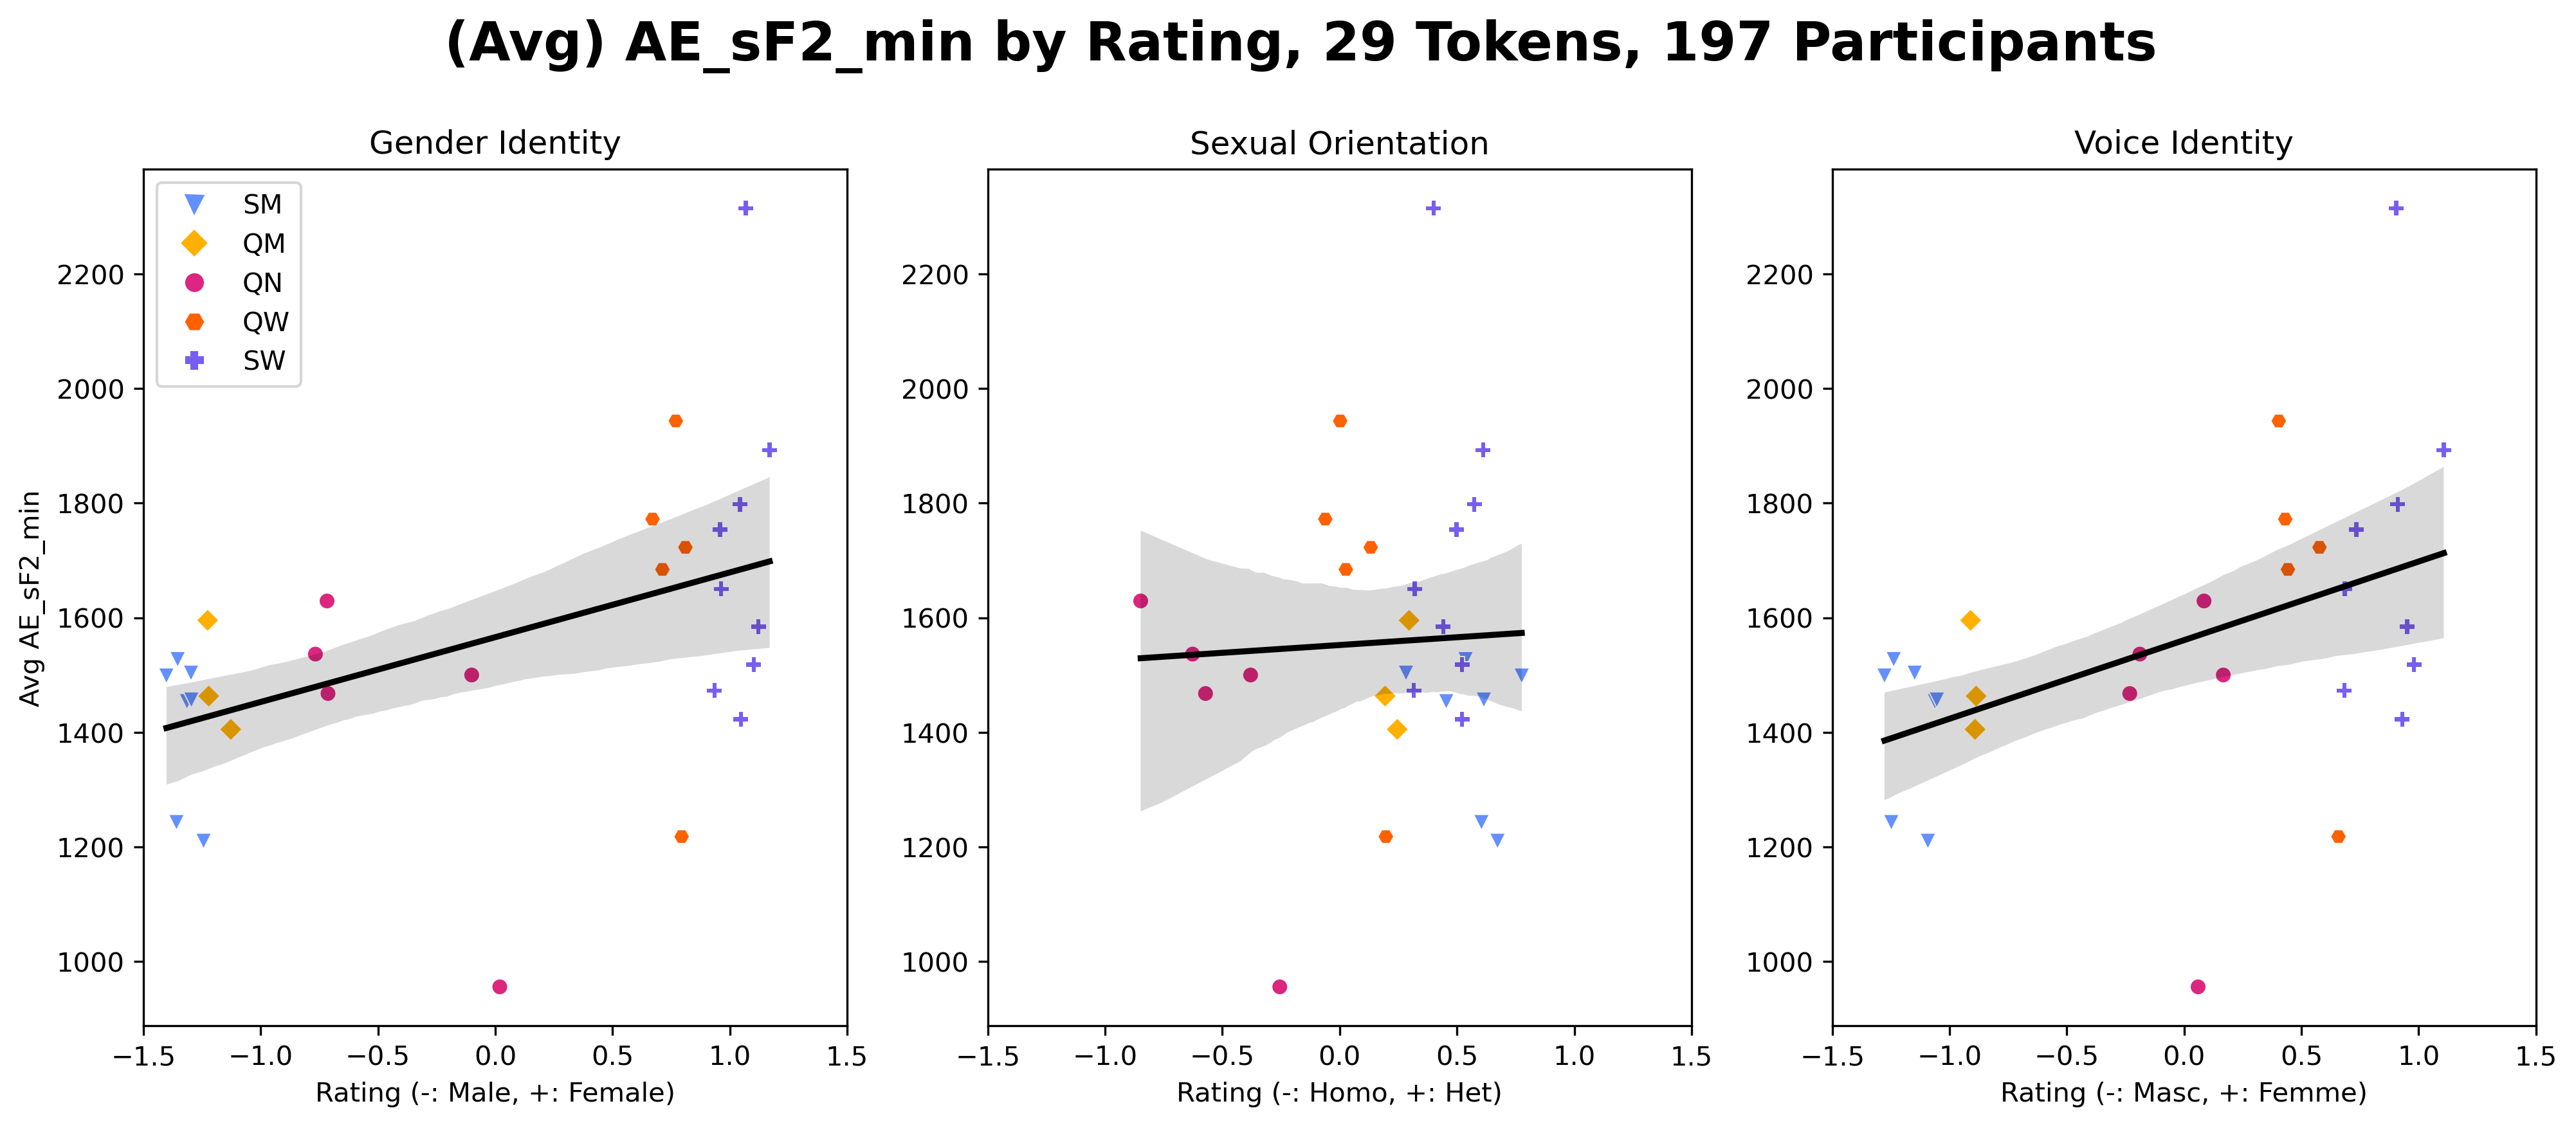 (Avg) AE_sF2_min by Rating, 29 Tokens, 197 Participants
Gender Identity
Sexual Orientation
Voice Identity
SM
QM
QN
QW
SW
Avg AE_sF2_min
2200
2000
1800
1600
1400
1200
1000
−1.5 −1.0 −0.5 0.0 0.5 1.0 1.5
Rating (-: Male, +: Female)
2200
2000
1800
1600
1400
1200
1000
−1.5 −1.0 −0.5 0.0 0.5 1.0 1.5
Rating (-: Homo, +: Het)
2200
2000
1800
1600
1400
1200
1000
−1.5 −1.0 −0.5 0.0 0.5 1.0 1.5
Rating (-: Masc, +: Femme)